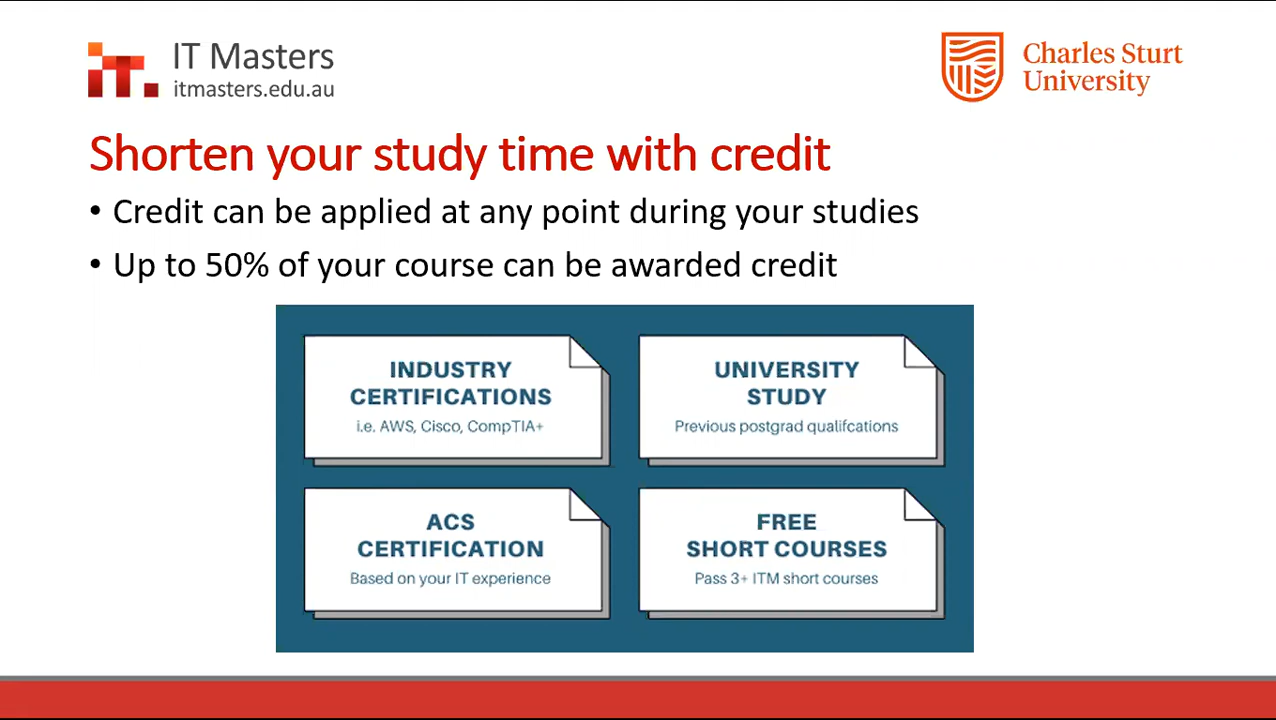 IT Masters
itmasters.edu.au
Charles Sturt
University
Shorten your study time with credit
• Credit can be applied at any point during your studies
• Up to 50% of your course can be awarded credit
INDUSTRY
CERTIFICATIONS
i.e. AWS, Cisco, CompTIA+
UNIVERSITY
STUDY
Previous postgrad qualifcations
ACS
CERTIFICATION
Based on your IT experience
FREE
SHORT COURSES
Pass 3+ ITM short courses